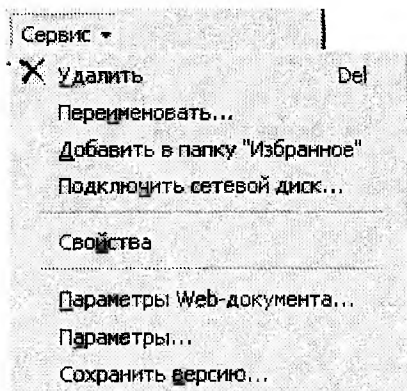 Сервис
Удалить Del
Переименовать...
Добавить в папку "Избранное"
Подключить сетевой диск...
Свойства
Параметры Web-документа...
Параметры...
Сохранить версию...